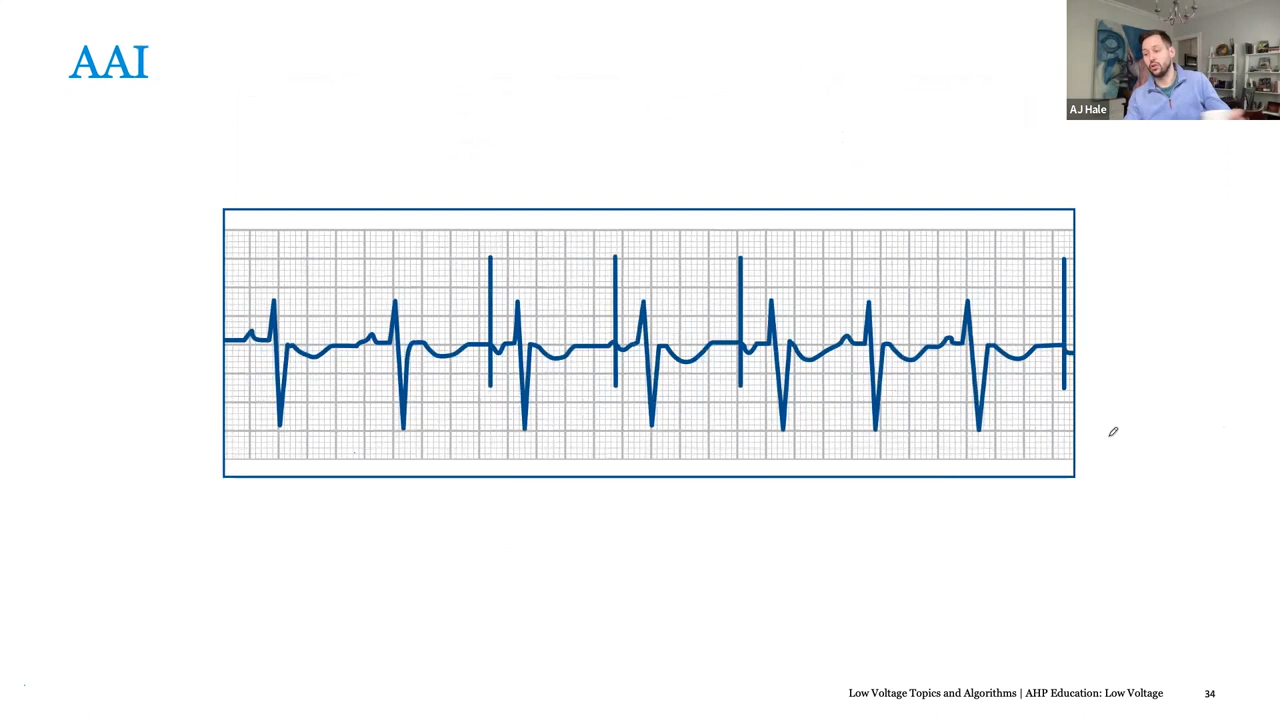 AAI
AJ Hale
Low Voltage Topics and Algorithms | AHP Education: Low Voltage 34